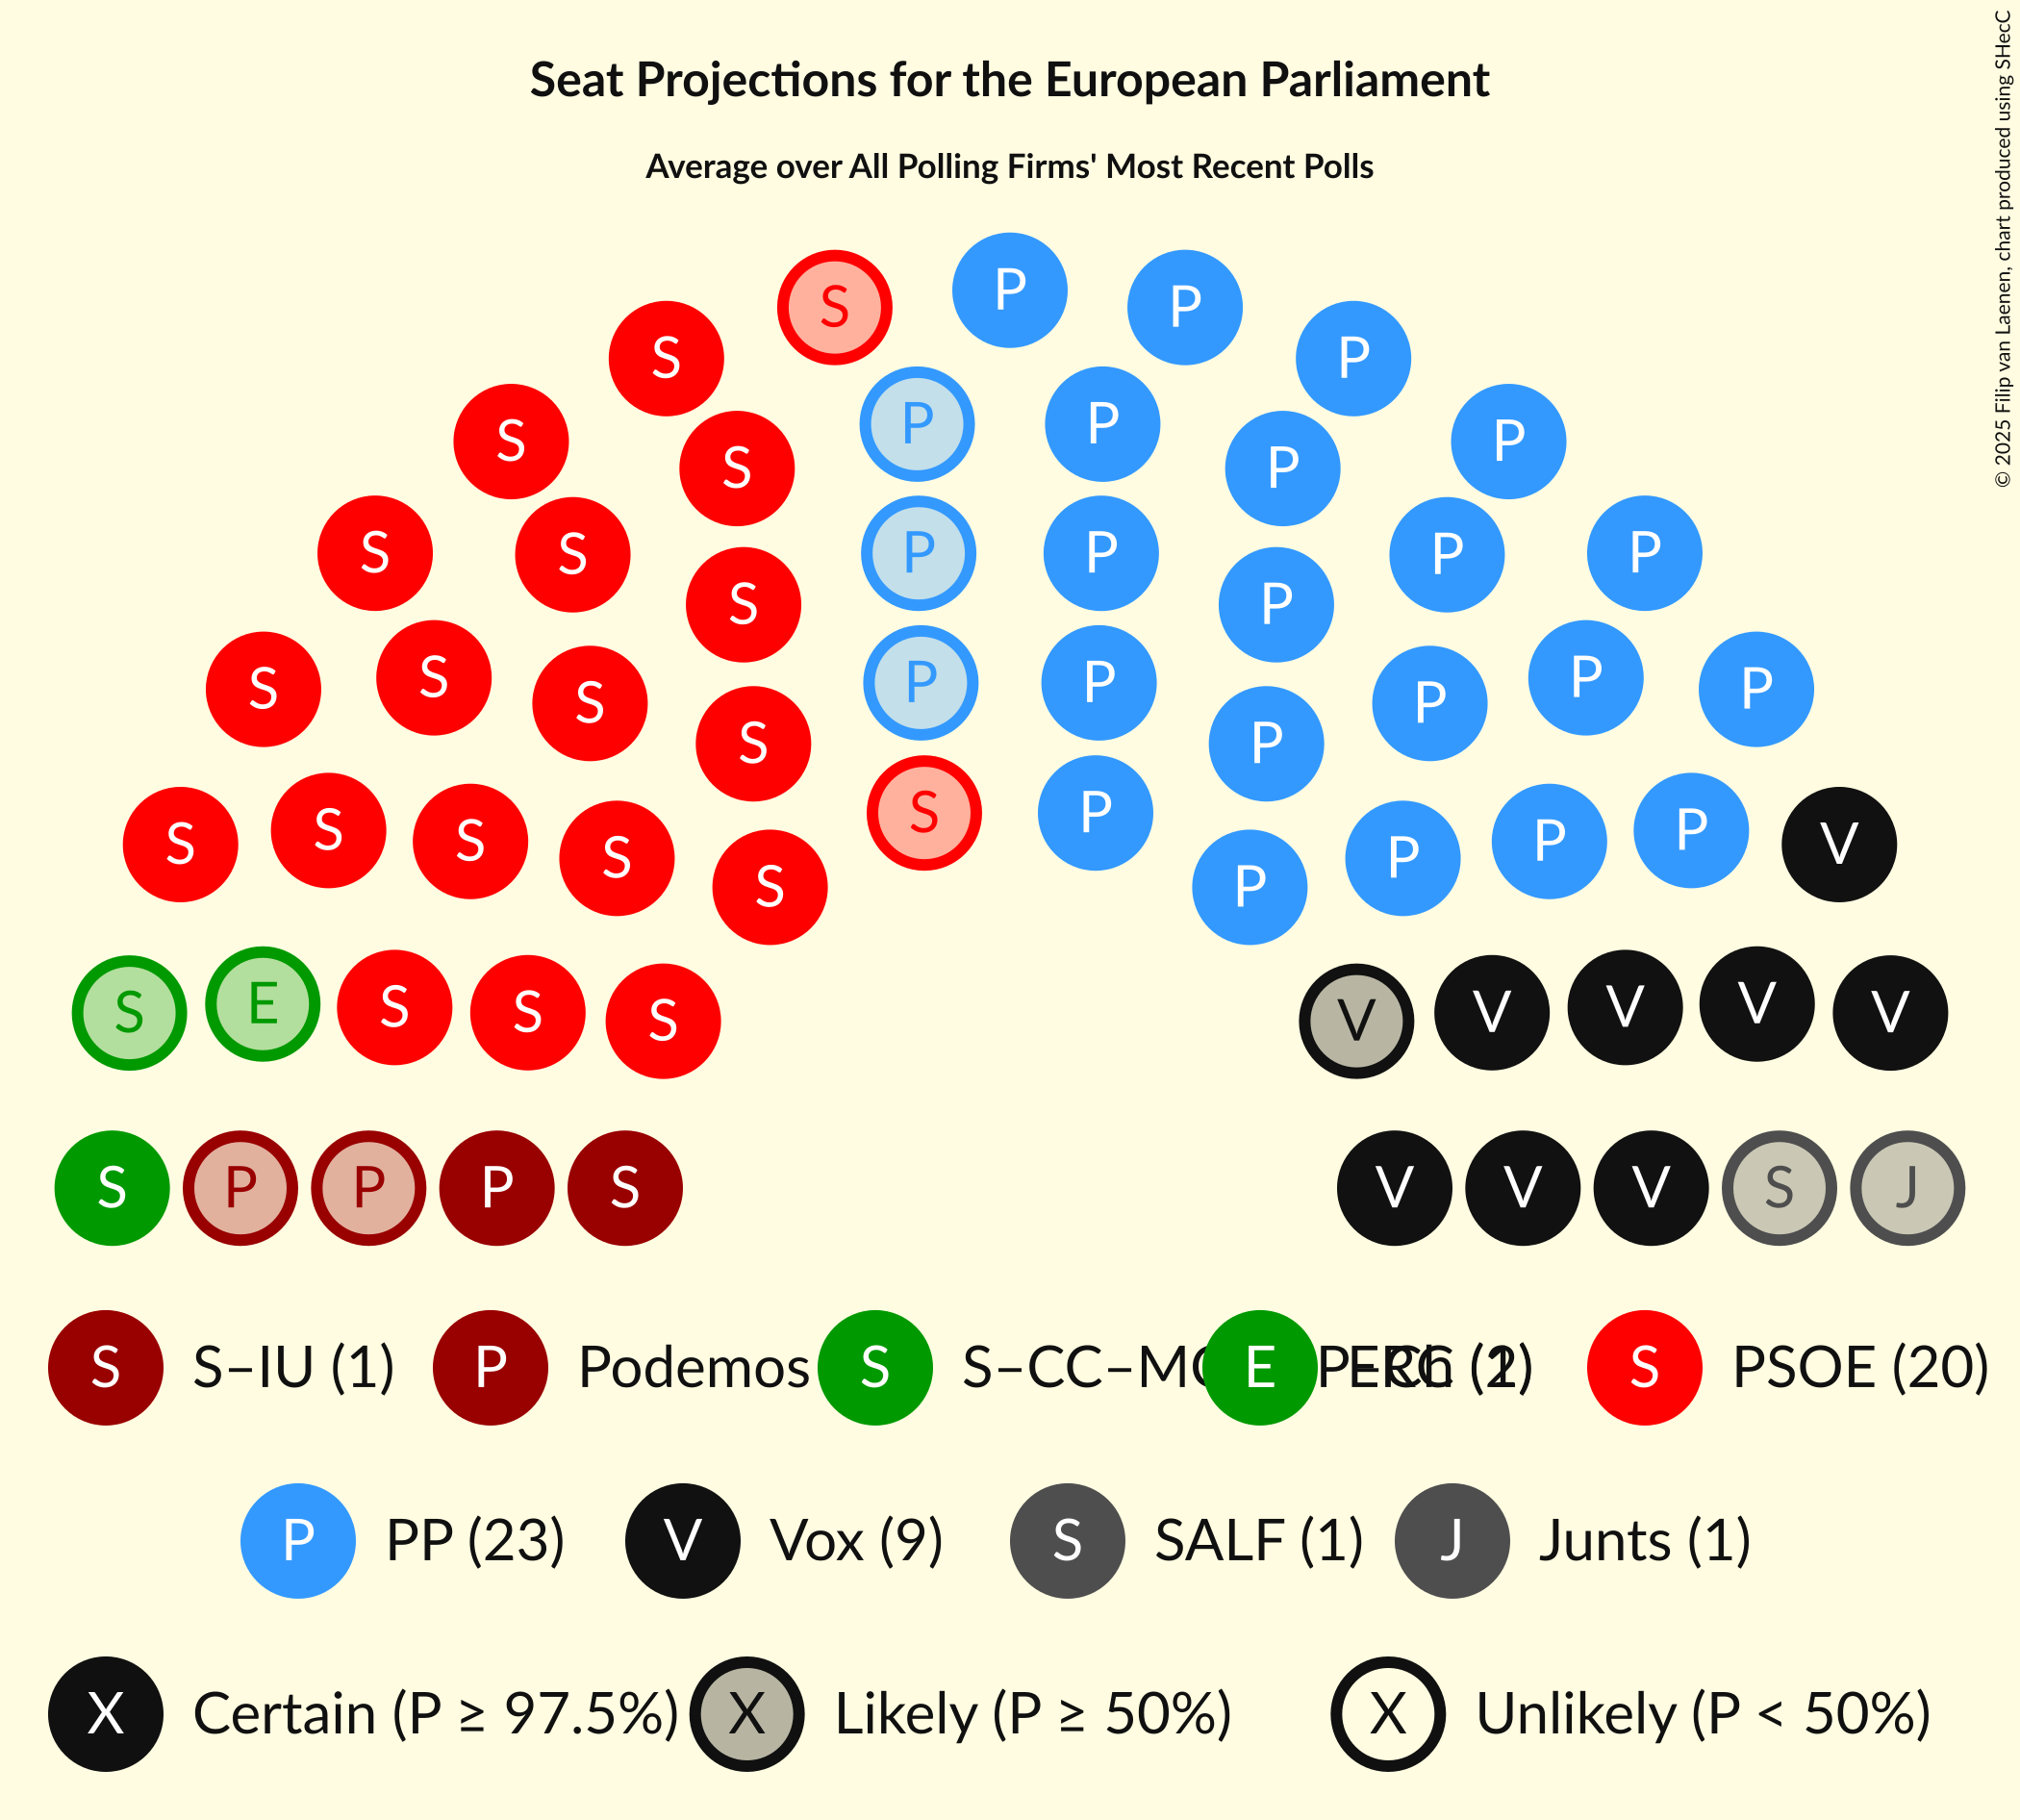 Seat Projections for the European Parliament
Average over All Polling Firms' Most Recent Polls
© 2025 Filip van Laenen, chart produced using SHecC
P
S P
S P
P P
S P
S P
S S P P P P
S P
S S P P P P
S P
S P
S P
S S S S P P P V
S P
S E S S S V V V V V
S P P P S V V V S J
S S–IU (1) P Podemos S E S PSOE (20)
P PP (23) V Vox (9) S SALF (1) J Junts (1)
X Certain (P ≥ 97.5%) X Likely (P ≥ 50%) X Unlikely (P < 50%)